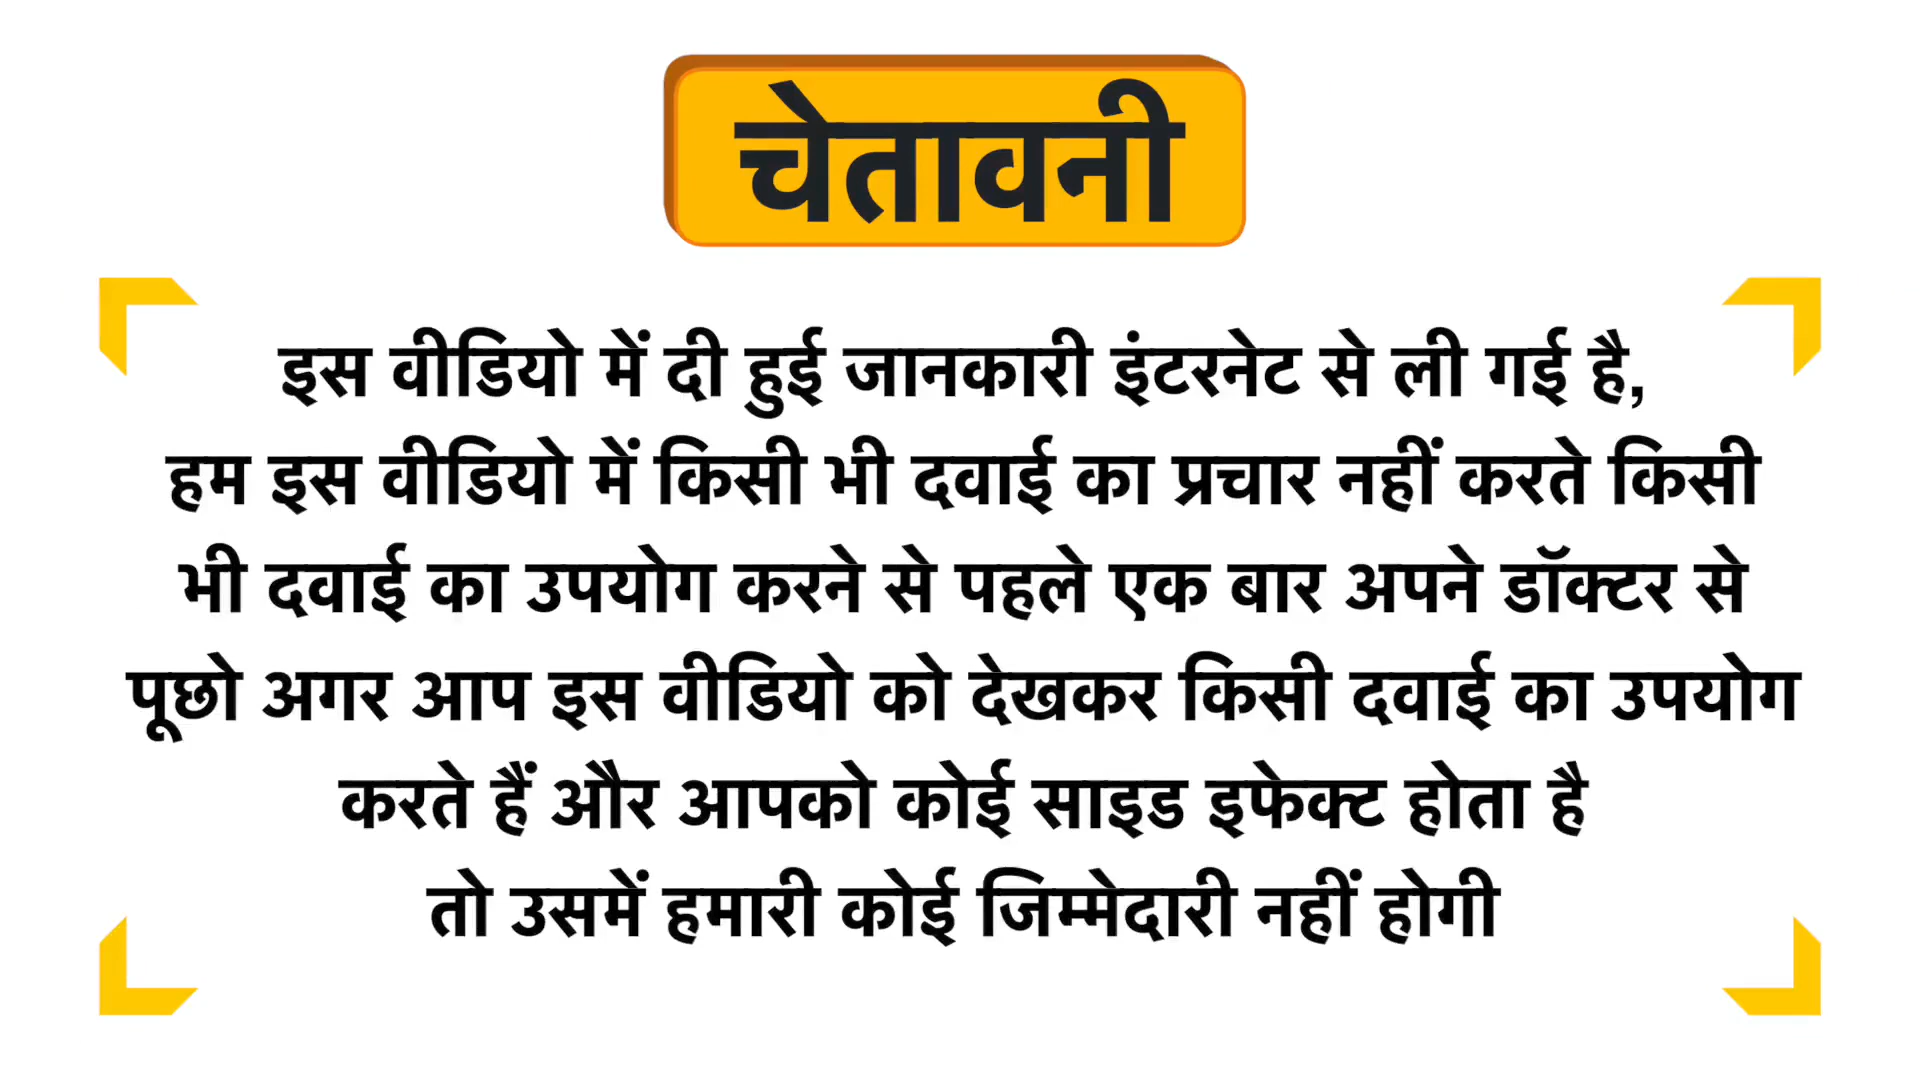 चेतावनी
इस वीडियो में दी हुई जानकारी इंटरनेट से ली गई है,
हम इस वीडियो में किसी भी दवाई का प्रचार नहीं करते किसी
भी दवाई का उपयोग करने से पहले एक बार अपने डॉक्टर से
पूछो अगर आप इस वीडियो को देखकर किसी दवाई का उपयोग
करते हैं और आपको कोई साइड इफेक्ट होता है
तो उसमें हमारी कोई जिम्मेदारी नहीं होगी